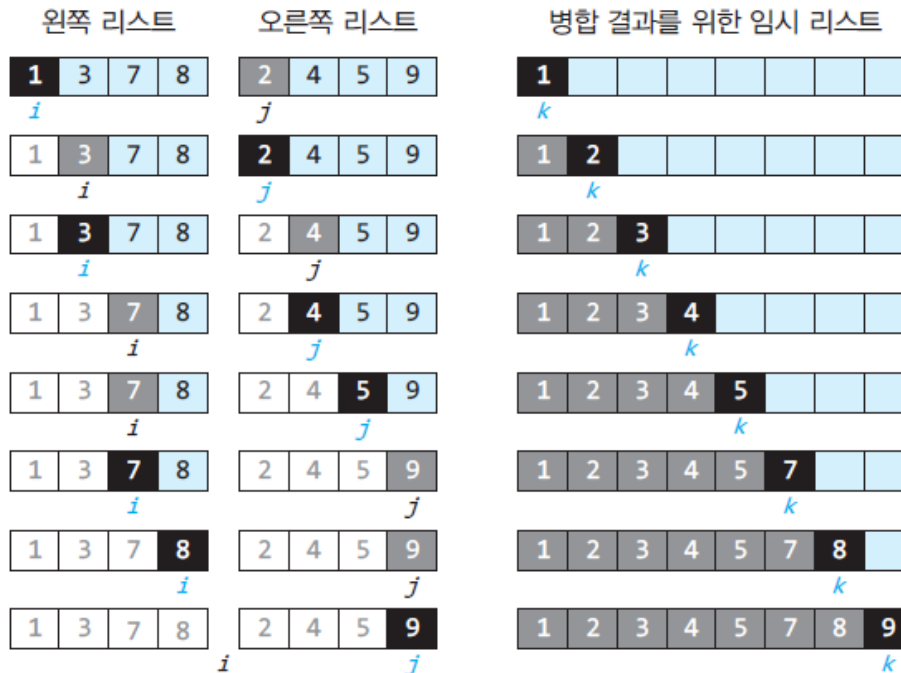 왼쪽 리스트 오른쪽 리스트 병합 결과를 위한 임시 리스트
1 3 7 8 2 4 5 9 1
i j k
1 3 7 8 2 4 5 9 1 2
i j k
1 3 7 8 2 4 5 9 1 2 3
i j k
1 3 7 8 2 4 5 9 1 2 3 4
i j k
1 3 7 8 2 4 5 9 1 2 3 4 5
i j k
1 3 7 8 2 4 5 9 1 2 3 4 5 7
i j k
1 3 7 8 2 4 5 9 1 2 3 4 5 7 8
i j k
1 3 7 8 2 4 5 9 1 2 3 4 5 7 8 9
i j k